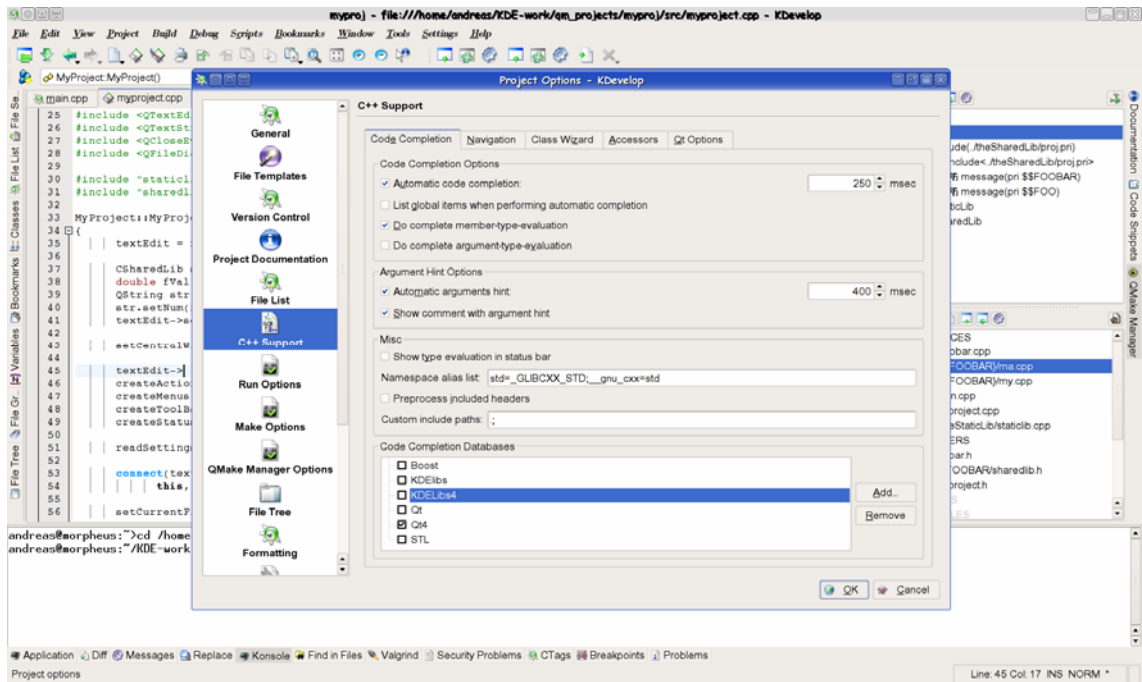 myproj - file:///home/andreas/KDE-work/qm_projects/myproj/src/myproject.cpp - KDevelop
File Edit View Project Build Debug Scripts Bookmarks Window Tools Settings Help
MyProject::MyProject()
main.cpp myproject.cpp
File Se..
File List
Classes
Bookmarks
Variables
File Gr..
File Tree
25 #include <QTextEd
26 #include <QTextSt
27 #include <QCloseE
28 #include <QFileDi
29
30 #include "staticl
31 #include "sharedl
32
33 MyProject::MyProj
34 {
35 textEdit =
36
37 CSharedLib
38 double fVal
39 QString str
40 str.setNum(
41 textEdit->s
42
43 setCentralW
44
45 textEdit->
46 createActio
47 createMenus
48 createToolB
49 createStatu
50
51 readSetting
52
53 connect(tex
54 this,
55
56 setCurrentF
Project Options - KDevelop
General
File Templates
Version Control
Project Documentation
File List
C++ Support
Run Options
Make Options
QMake Manager Options
File Tree
Formatting
C++ Support
Code Completion Navigation Class Wizard Accessors Qt Options
Code Completion Options
Automatic code completion: 250 msec
List global items when performing automatic completion
Do complete member-type-evaluation
Do complete argument-type-evaluation
Argument Hint Options
Automatic arguments hint: 400 msec
Show comment with argument hint
Misc
Show type evaluation in status bar
Namespace alias list: std=_GLIBCXX_STD;__gnu_cxx=std
Preprocess included headers
Custom include paths: .;
Code Completion Databases
Boost
KDElibs
KDELibs4
Qt
Qt4
STL
Add...
Remove
OK Cancel
ude(./theSharedLib/proj.pri)
nclude<./theSharedLib/proj.pri>
message(pri $$FOOBAR)
message(pri $$FOO)
ticLib
redLib
CES
obar.cpp
FOOBAR}/ma.cpp
FOOBAR}/my.cpp
n.cpp
roject.cpp
eStaticLib/staticlib.cpp
ERS
bar.h
OOBAR/sharedlib.h
project.h
Documentation
Code Snippets
QMake Manager
andreas@morpheus:~>cd /home
andreas@morpheus:~/KDE-work
Application Diff Messages Replace Konsole Find in Files Valgrind Security Problems CTags Breakpoints Problems
Project options Line: 45 Col: 17 INS NORM *